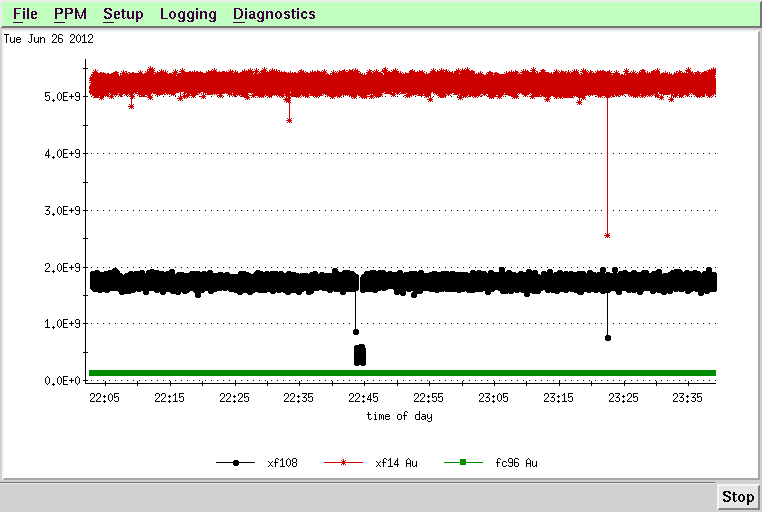 File PPM Setup Logging Diagnostics
Tue Jun 26 2012
5.0E+9
4.0E+9
3.0E+9
2.0E+9
1.0E+9
0.0E+0
22:05 22:15 22:25 22:35 22:45 22:55 23:05 23:15 23:25 23:35
time of day
xf108 xf14 Au fc96 Au
Stop